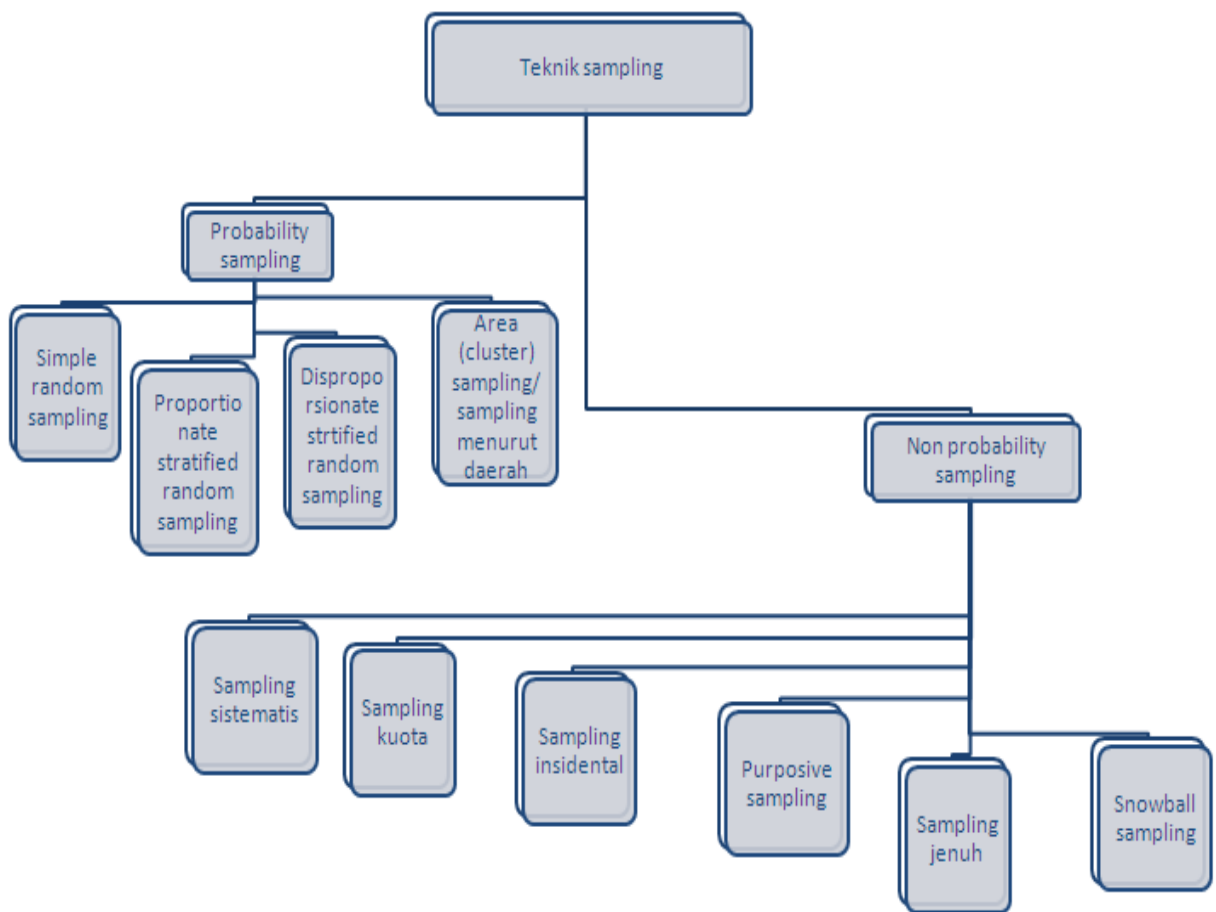 Teknik sampling
Probability
sampling
Simple
random
sampling
Proportio
nate
stratified
random
sampling
Dispropo
rsionate
strtified
random
sampling
Area
(cluster)
sampling/
sampling
menurut
daerah
Non probability
sampling
Sampling
sistematis
Sampling
kuota
Sampling
insidental
Purposive
sampling
Sampling
jenuh
Snowball
sampling